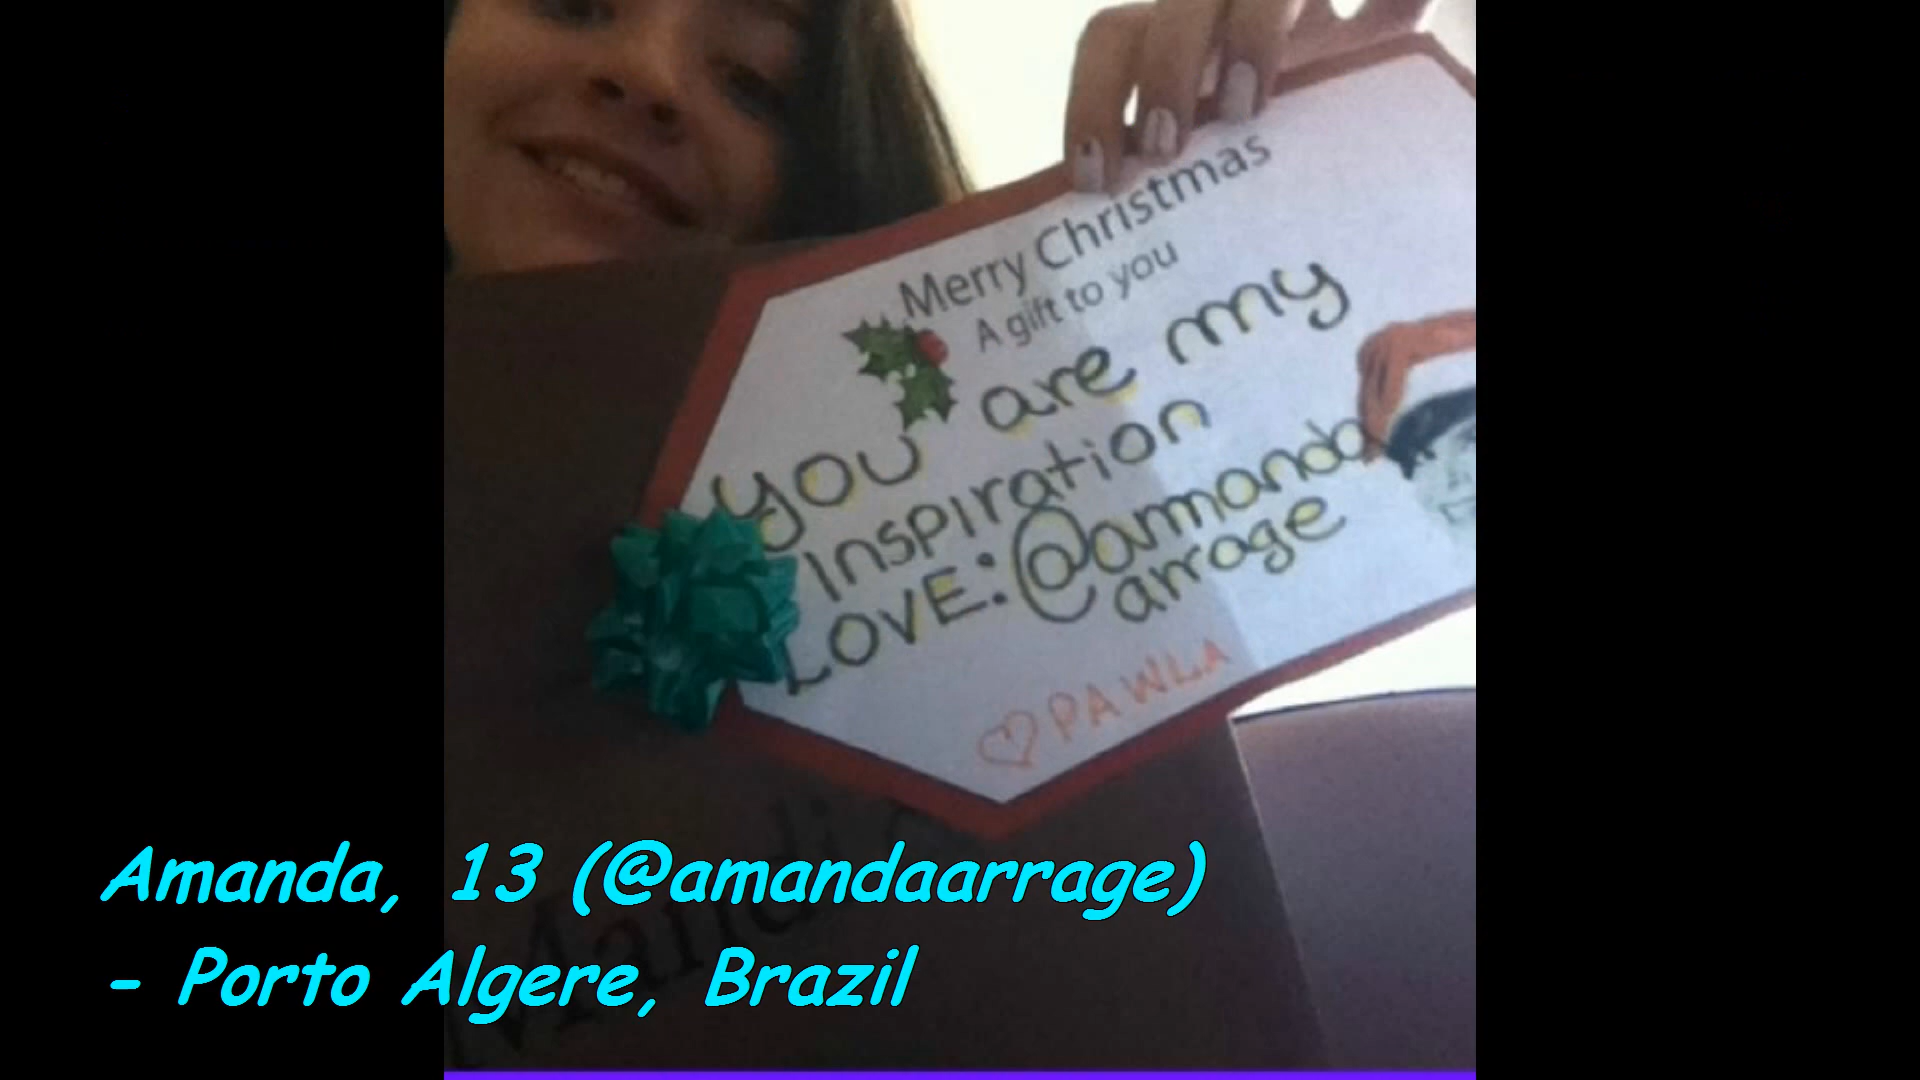 Merry Christmas
A gift to you
you are my
Inspiration
LOVE: @amanda
arrage
♡ PAWLA
Mandi
Amanda, 13 (@amandaarrage)
- Porto Algere, Brazil